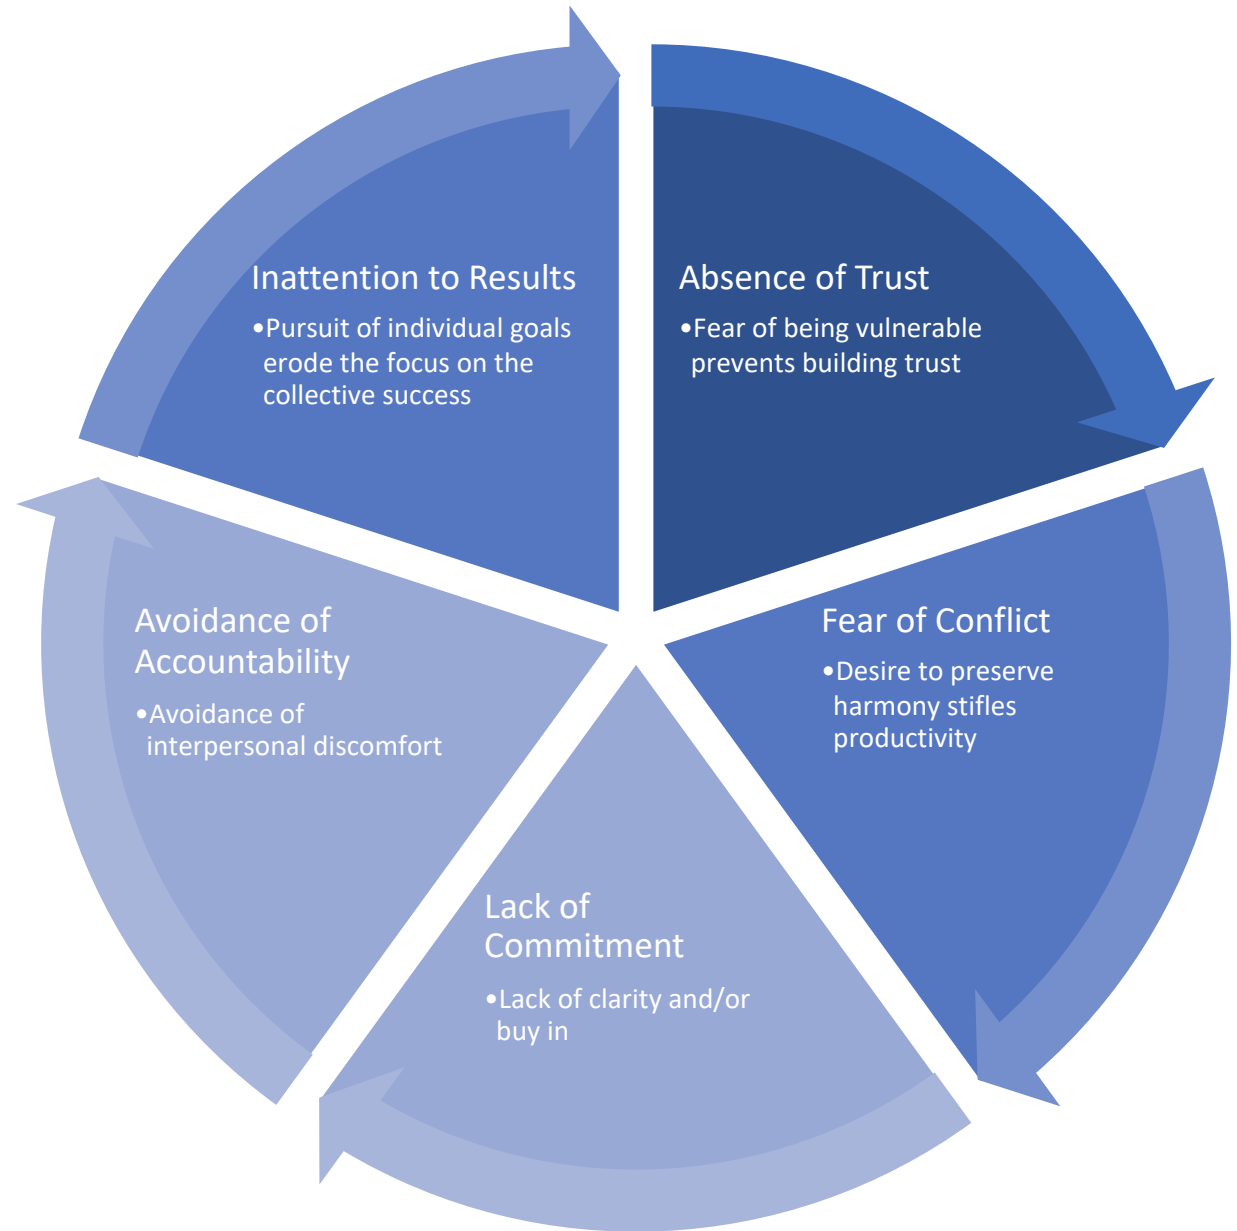 Absence of Trust
•Fear of being vulnerable
prevents building trust
Fear of Conflict
•Desire to preserve
harmony stifles
productivity
Lack of
Commitment
•Lack of clarity and/or
buy in
Avoidance of
Accountability
•Avoidance of
interpersonal discomfort
Inattention to Results
•Pursuit of individual goals
erode the focus on the
collective success